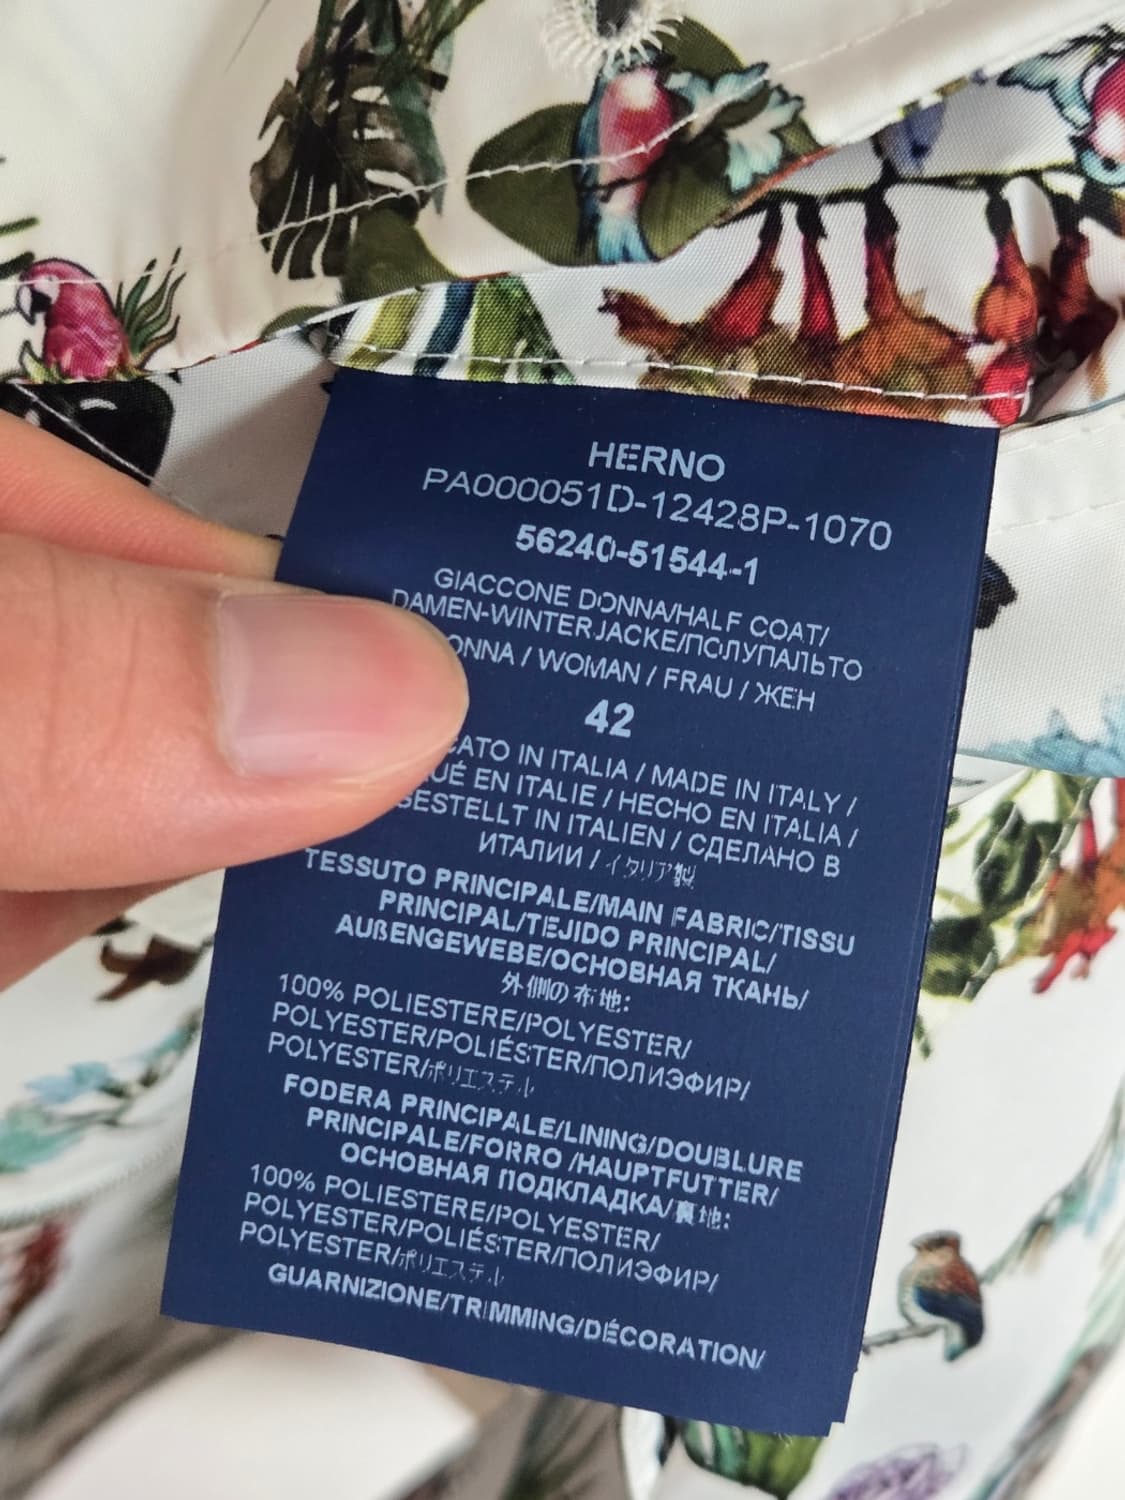 HERNO
PA000051D-12428P-1070
56240-51544-1
GIACCONE DONNA/HALF COAT/
DAMEN-WINTERJACKE/ПОЛУПАЛЬТО
ONNA / WOMAN / FRAU / ЖЕН
42
CATO IN ITALIA / MADE IN ITALY /
UÉ EN ITALIE / HECHO EN ITALIA /
GESTELLT IN ITALIEN / СДЕЛАНО В
ИТАЛИИ / イタリア製
TESSUTO PRINCIPALE/MAIN FABRIC/TISSU
PRINCIPAL/TEJIDO PRINCIPAL/
AUßENGEWEBE/ОСНОВНАЯ ТКАНЬ/
外側の布地:
100% POLIESTERE/POLYESTER/
POLYESTER/POLIÉSTER/ПОЛИЭФИР/
POLYESTER/ポリエステル
FODERA PRINCIPALE/LINING/DOUBLURE
PRINCIPALE/FORRO /HAUPTFUTTER/
ОСНОВНАЯ ПОДКЛАДКА/裏地:
100% POLIESTERE/POLYESTER/
POLYESTER/POLIÉSTER/ПОЛИЭФИР/
POLYESTER/ポリエステル
GUARNIZIONE/TRIMMING/DÉCORATION/